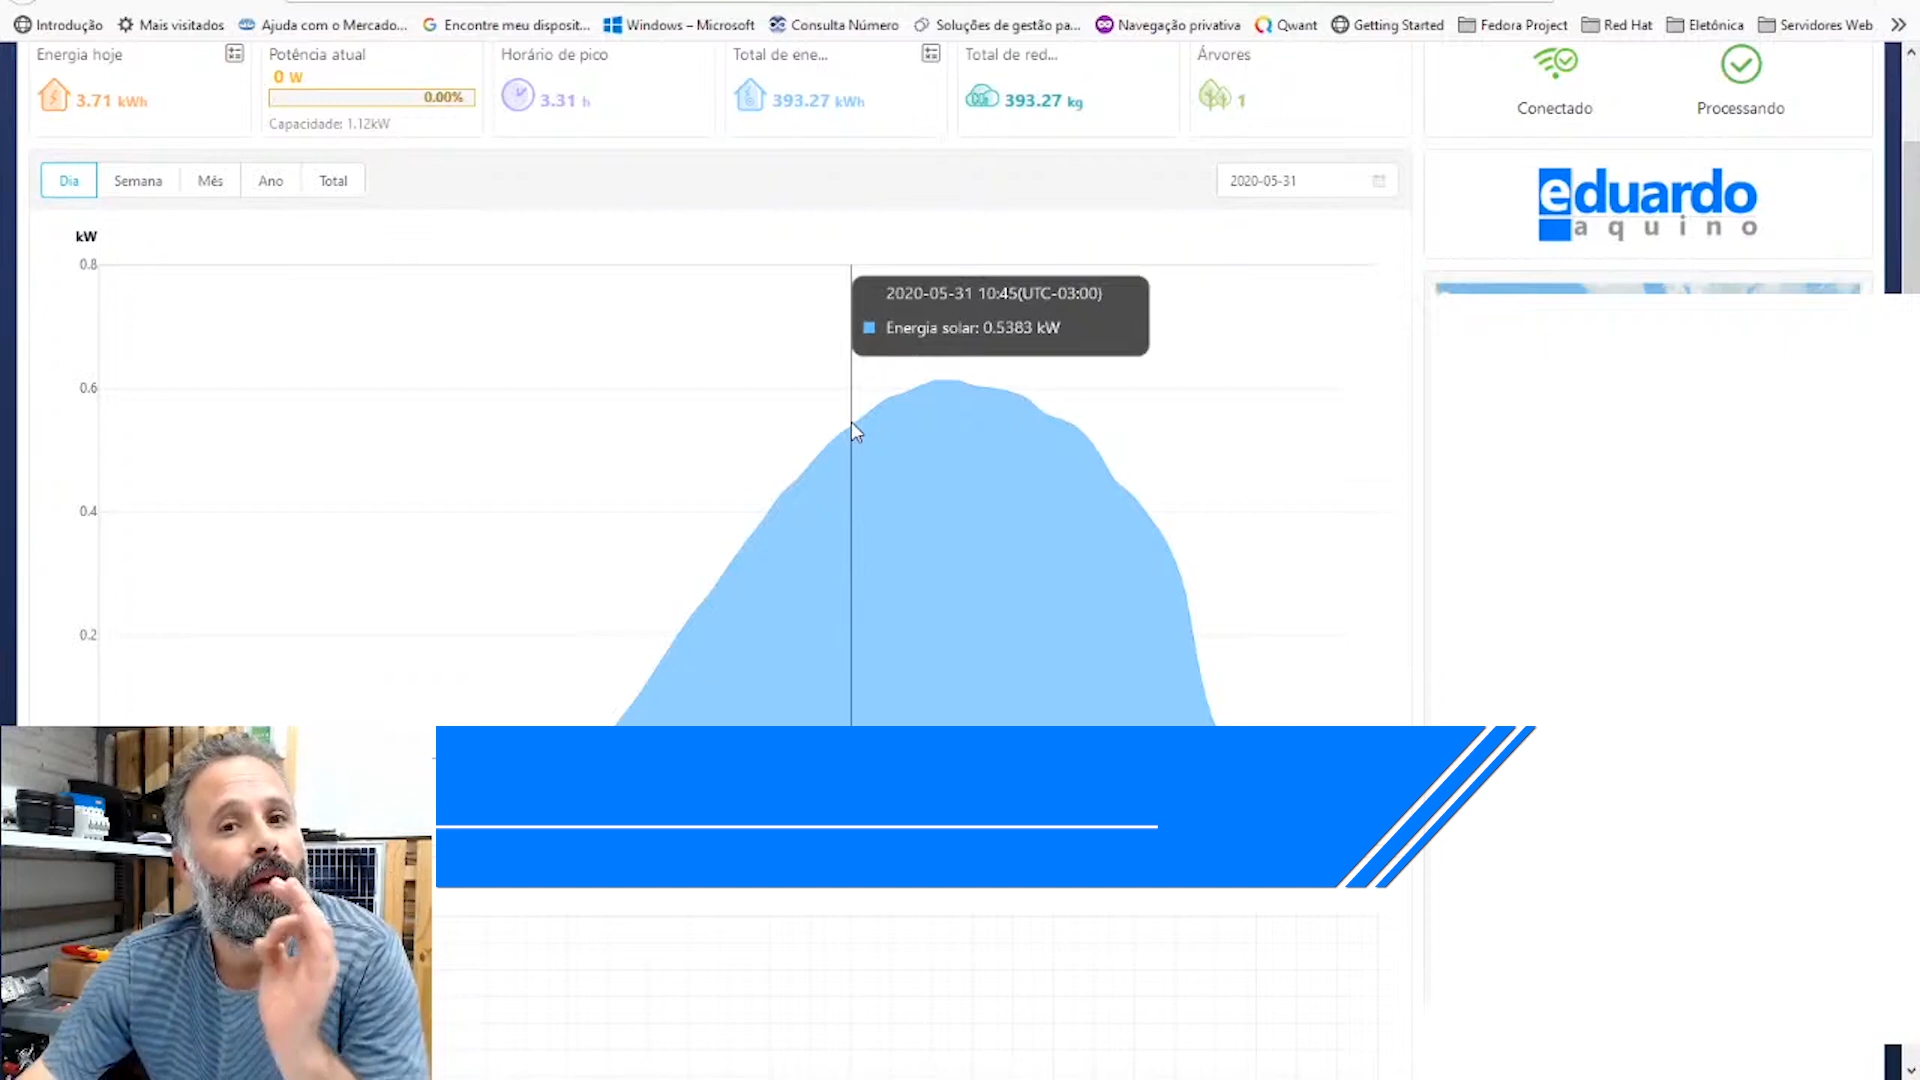 Introdução Mais visitados Ajuda com o Mercado... Encontre meu disposit... Windows – Microsoft Consulta Número Soluções de gestão pa... Navegação privativa Qwant Getting Started Fedora Project Red Hat Eletônica Servidores Web
Energia hoje Potência atual Horário de pico Total de ene... Total de red... Árvores
0 W
3.71 kWh 0.00% 3.31 h 393.27 kWh 393.27 kg 1
Capacidade: 1.12kW
Conectado Processando
Dia Semana Mês Ano Total 2020-05-31
eduardo
aquino
kW
0.8
2020-05-31 10:45(UTC-03:00)
Energia solar: 0.5383 kW
0.6
0.4
0.2